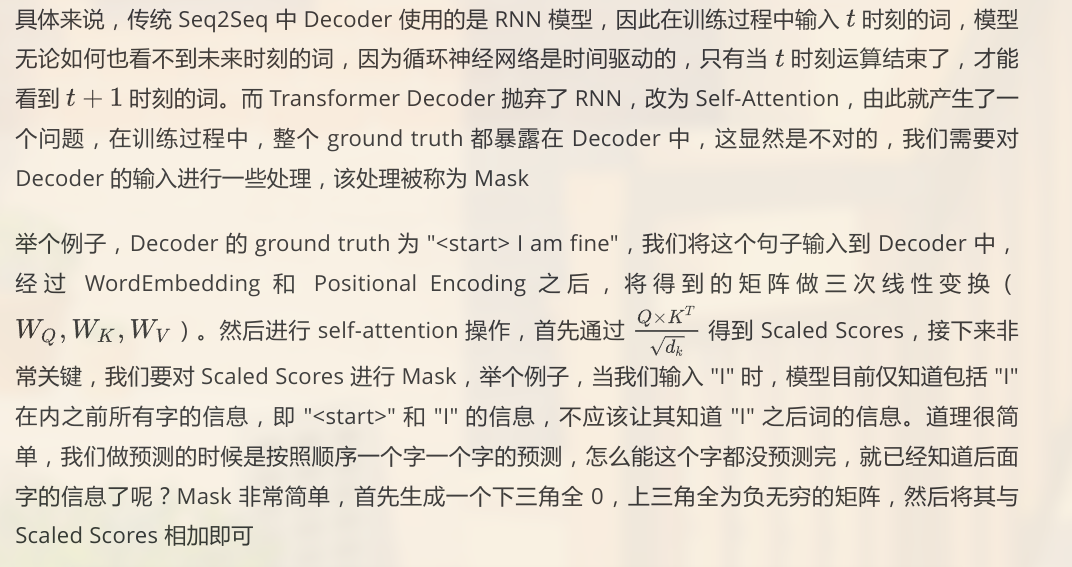 具体来说，传统 Seq2Seq 中 Decoder 使用的是 RNN 模型，因此在训练过程中输入 t 时刻的词，模型
无论如何也看不到未来时刻的词，因为循环神经网络是时间驱动的，只有当 t 时刻运算结束了，才能
看到 t + 1 时刻的词。而 Transformer Decoder 抛弃了 RNN，改为 Self-Attention，由此就产生了一
个问题，在训练过程中，整个 ground truth 都暴露在 Decoder 中，这显然是不对的，我们需要对
Decoder 的输入进行一些处理，该处理被称为 Mask
举个例子，Decoder 的 ground truth 为 "<start> I am fine"，我们将这个句子输入到 Decoder 中，
经过 WordEmbedding 和 Positional Encoding 之后，将得到的矩阵做三次线性变换（
W_Q, W_K, W_V ）。然后进行 self-attention 操作，首先通过 \frac{Q×K^T}{\sqrt{d_k}} 得到 Scaled Scores，接下来非
常关键，我们要对 Scaled Scores 进行 Mask，举个例子，当我们输入 "I" 时，模型目前仅知道包括 "I"
在内之前所有字的信息，即 "<start>" 和 "I" 的信息，不应该让其知道 "I" 之后词的信息。道理很简
单，我们做预测的时候是按照顺序一个字一个字的预测，怎么能这个字都没预测完，就已经知道后面
字的信息了呢？Mask 非常简单，首先生成一个下三角全 0，上三角全为负无穷的矩阵，然后将其与
Scaled Scores 相加即可